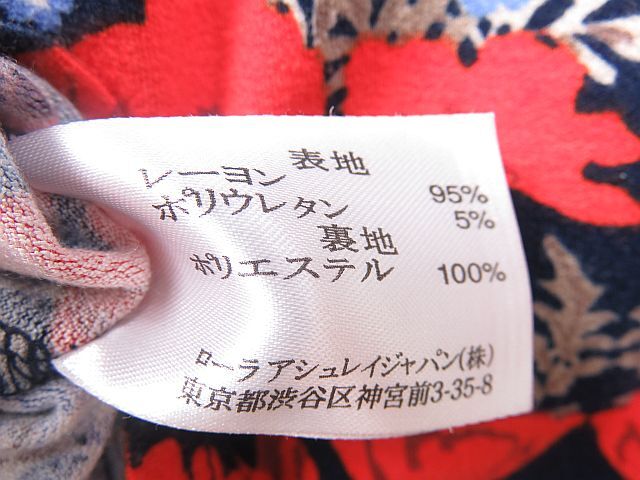 表地
レーヨン 95%
ポリウレタン 5%
裏地
ポリエステル 100%
ローラ アシュレイジャパン(株)
東京都渋谷区神宮前3-35-8